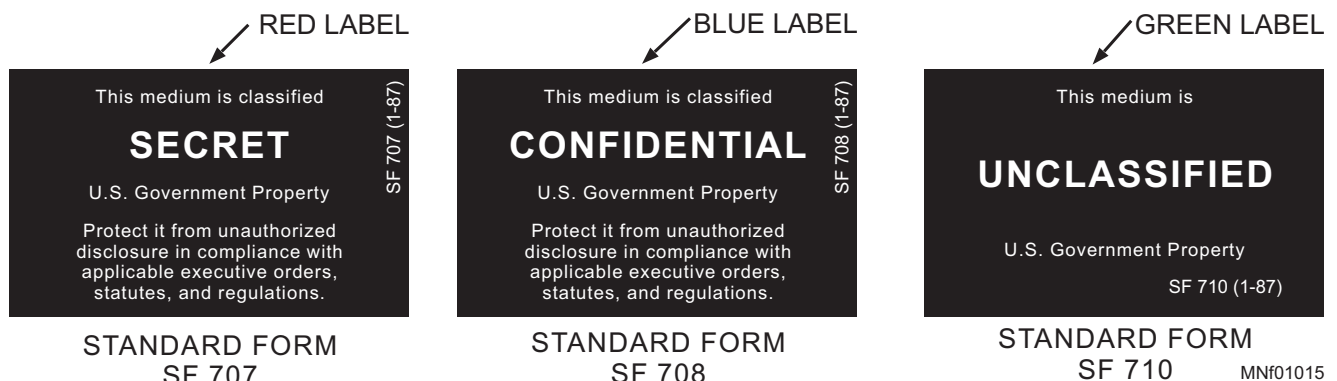 RED LABEL
This medium is classified
SECRET
U.S. Government Property
Protect it from unauthorized
disclosure in compliance with
applicable executive orders,
statutes, and regulations.
SF 707 (1-87)
STANDARD FORM
SF 707
BLUE LABEL
This medium is classified
CONFIDENTIAL
U.S. Government Property
Protect it from unauthorized
disclosure in compliance with
applicable executive orders,
statutes, and regulations.
SF 708 (1-87)
STANDARD FORM
SF 708
GREEN LABEL
This medium is
UNCLASSIFIED
U.S. Government Property
SF 710 (1-87)
STANDARD FORM
SF 710
MNf01015